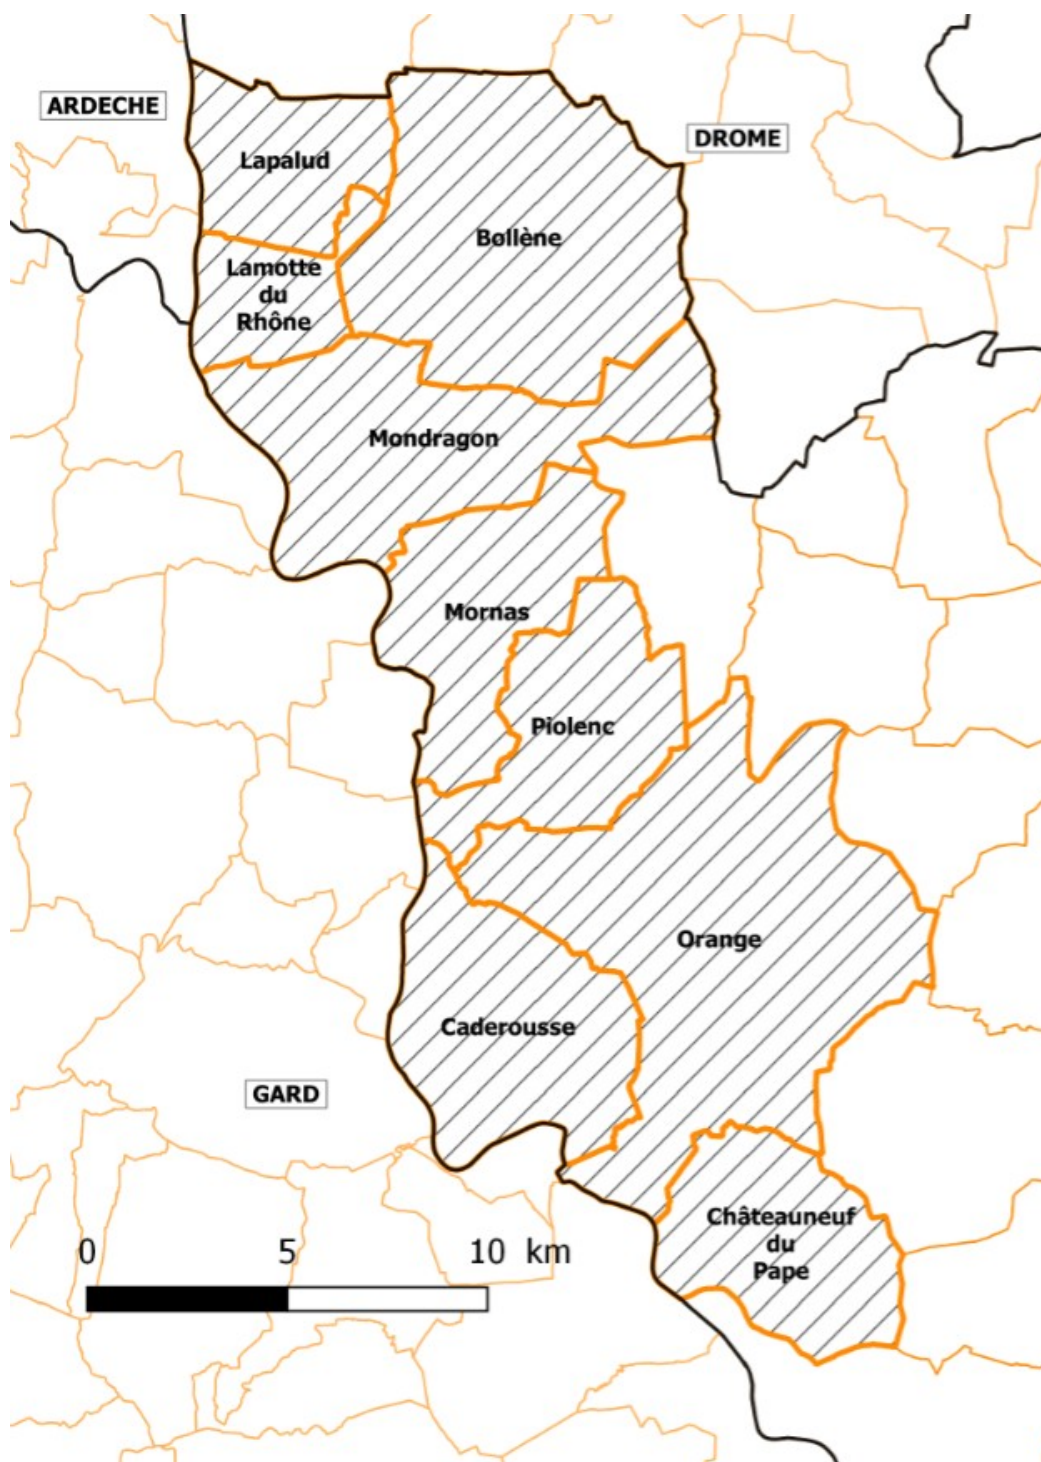 ARDECHE
DROME
Lapalud
Bollène
Lamotte
du
Rhône
Mondragon
Mornas
Piolenc
Orange
Caderousse
GARD
Châteauneuf
du
Pape
0 5 10 km